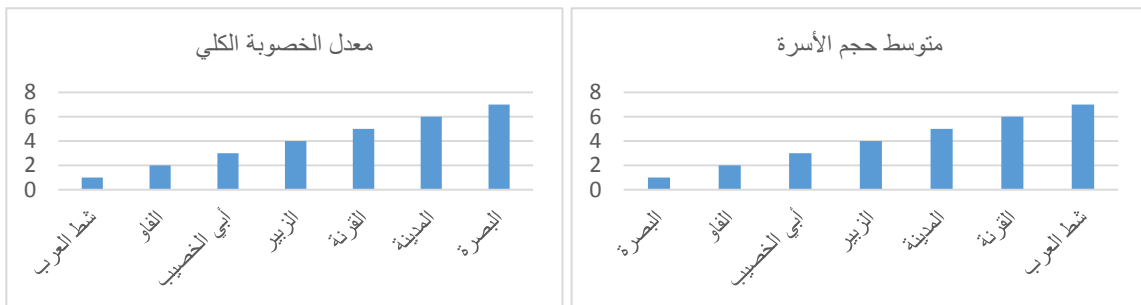 متوسط حجم الأسرة
8
6
4
2
0
البصرة
الفاو
أبي الخصيب
الزبير
المدينة
القرنة
شط العرب
معدل الخصوبة الكلي
8
6
4
2
0
شط العرب
الفاو
أبي الخصيب
الزبير
القرنة
المدينة
البصرة